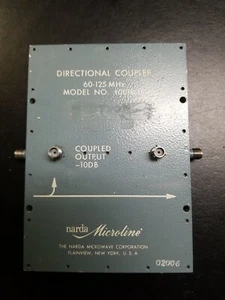 DIRECTIONAL COUPLER
60-125 MHz
MODEL NO.
COUPLED
OUTPUT
-10DB
narda Microline
THE NARDA MICROWAVE CORPORATION
PLAINVIEW, NEW YORK, U.S.A
02006